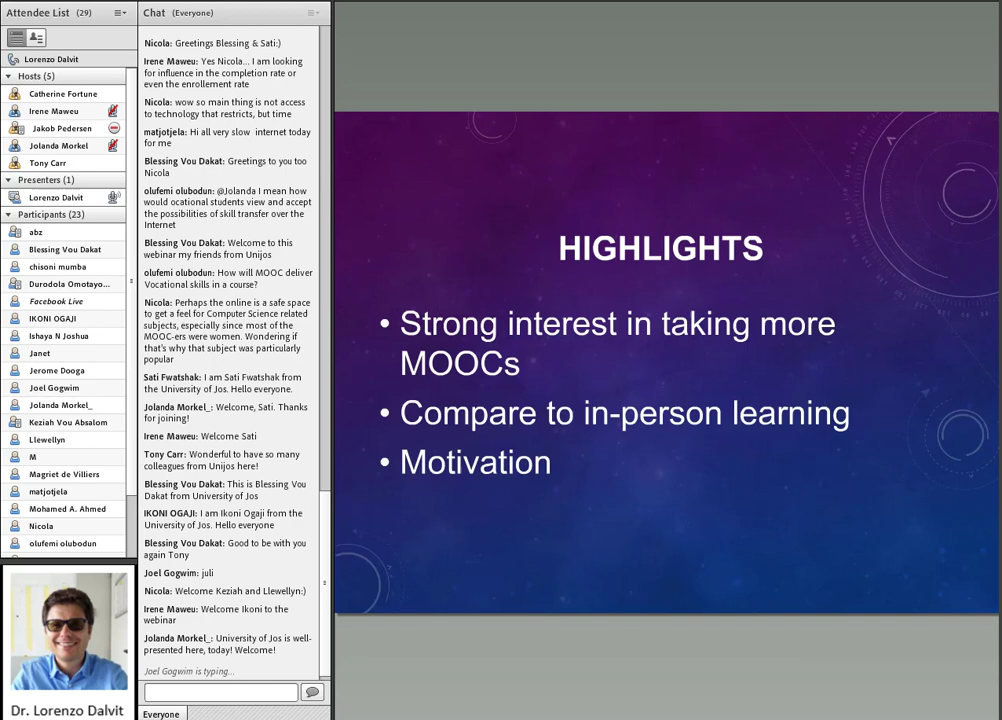 Attendee List (29)
Lorenzo Dalvit
Hosts (5)
Catherine Fortune
Irene Maweu
Jakob Pedersen
Jolanda Morkel
Tony Carr
Presenters (1)
Lorenzo Dalvit
Participants (23)
abz
Blessing Vou Dakat
chisoni mumba
Durodola Omotayo...
Facebook Live
IKONI OGAJI
Ishaya N Joshua
Janet
Jerome Dooga
Joel Gogwim
Jolanda Morkel_
Keziah Vou Absalom
Llewellyn
M
Magriet de Villiers
matjotjela
Mohamed A. Ahmed
Nicola
olufemi olubodun
Dr. Lorenzo Dalvit
Chat (Everyone)
Nicola: Greetings Blessing & Sati:)
Irene Maweu: Yes Nicola... I am looking
for influence in the completion rate or
even the enrollement rate
Nicola: wow so main thing is not access
to technology that restricts, but time
matjotjela: Hi all very slow internet today
for me
Blessing Vou Dakat: Greetings to you too
Nicola
olufemi olubodun: @Jolanda I mean how
would ocational students view and accept
the possibilities of skill transfer over the
Internet
Blessing Vou Dakat: Welcome to this
webinar my friends from Unijos
olufemi olubodun: How will MOOC deliver
Vocational skills in a course?
Nicola: Perhaps the online is a safe space
to get a feel for Computer Science related
subjects, especially since most of the
MOOC-ers were women. Wondering if
that's why that subject was particularly
popular
Sati Fwatshak: I am Sati Fwatshak from
the University of Jos. Hello everyone.
Jolanda Morkel_: Welcome, Sati. Thanks
for joining!
Irene Maweu: Welcome Sati
Tony Carr: Wonderful to have so many
colleagues from Unijos here!
Blessing Vou Dakat: This is Blessing Vou
Dakat from University of Jos
IKONI OGAJI: I am Ikoni Ogaji from the
University of Jos. Hello everyone
Blessing Vou Dakat: Good to be with you
again Tony
Joel Gogwim: juli
Nicola: Welcome Keziah and Llewellyn:)
Irene Maweu: Welcome Ikoni to the
webinar
Jolanda Morkel_: University of Jos is well-
presented here, today! Welcome!
Joel Gogwim is typing...
Everyone
HIGHLIGHTS
• Strong interest in taking more
MOOCs
• Compare to in-person learning
• Motivation